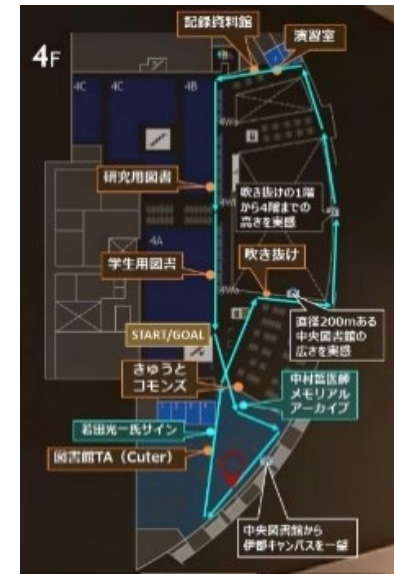 記録資料館
演習室
4F
4C
4C
4B
研究用図書
吹き抜けの1階
から4階までの
高さを実感
4A
学生用図書
吹き抜け
START/GOAL
直径200mある
中央図書館の
広さを実感
きゅうと
コモンズ
中村哲医師
メモリアル
アーカイブ
若田光一氏サイン
図書館TA（Cuter）
中央図書館から
伊都キャンパスを一望